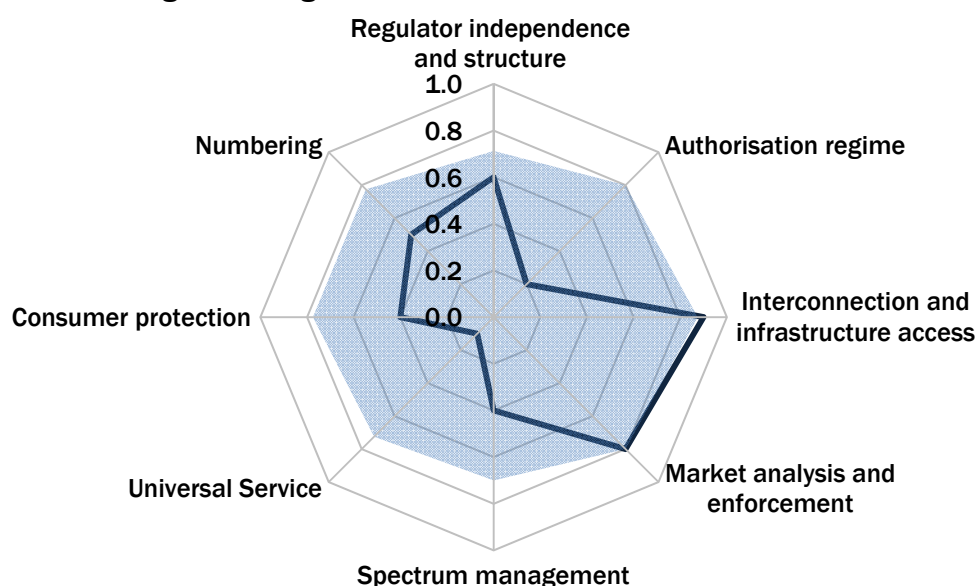 Regulator independence
and structure
1.0
0.8
0.6
0.4
0.2
0.0
Numbering
Authorisation regime
Consumer protection
Interconnection and
infrastructure access
Universal Service
Market analysis and
enforcement
Spectrum management